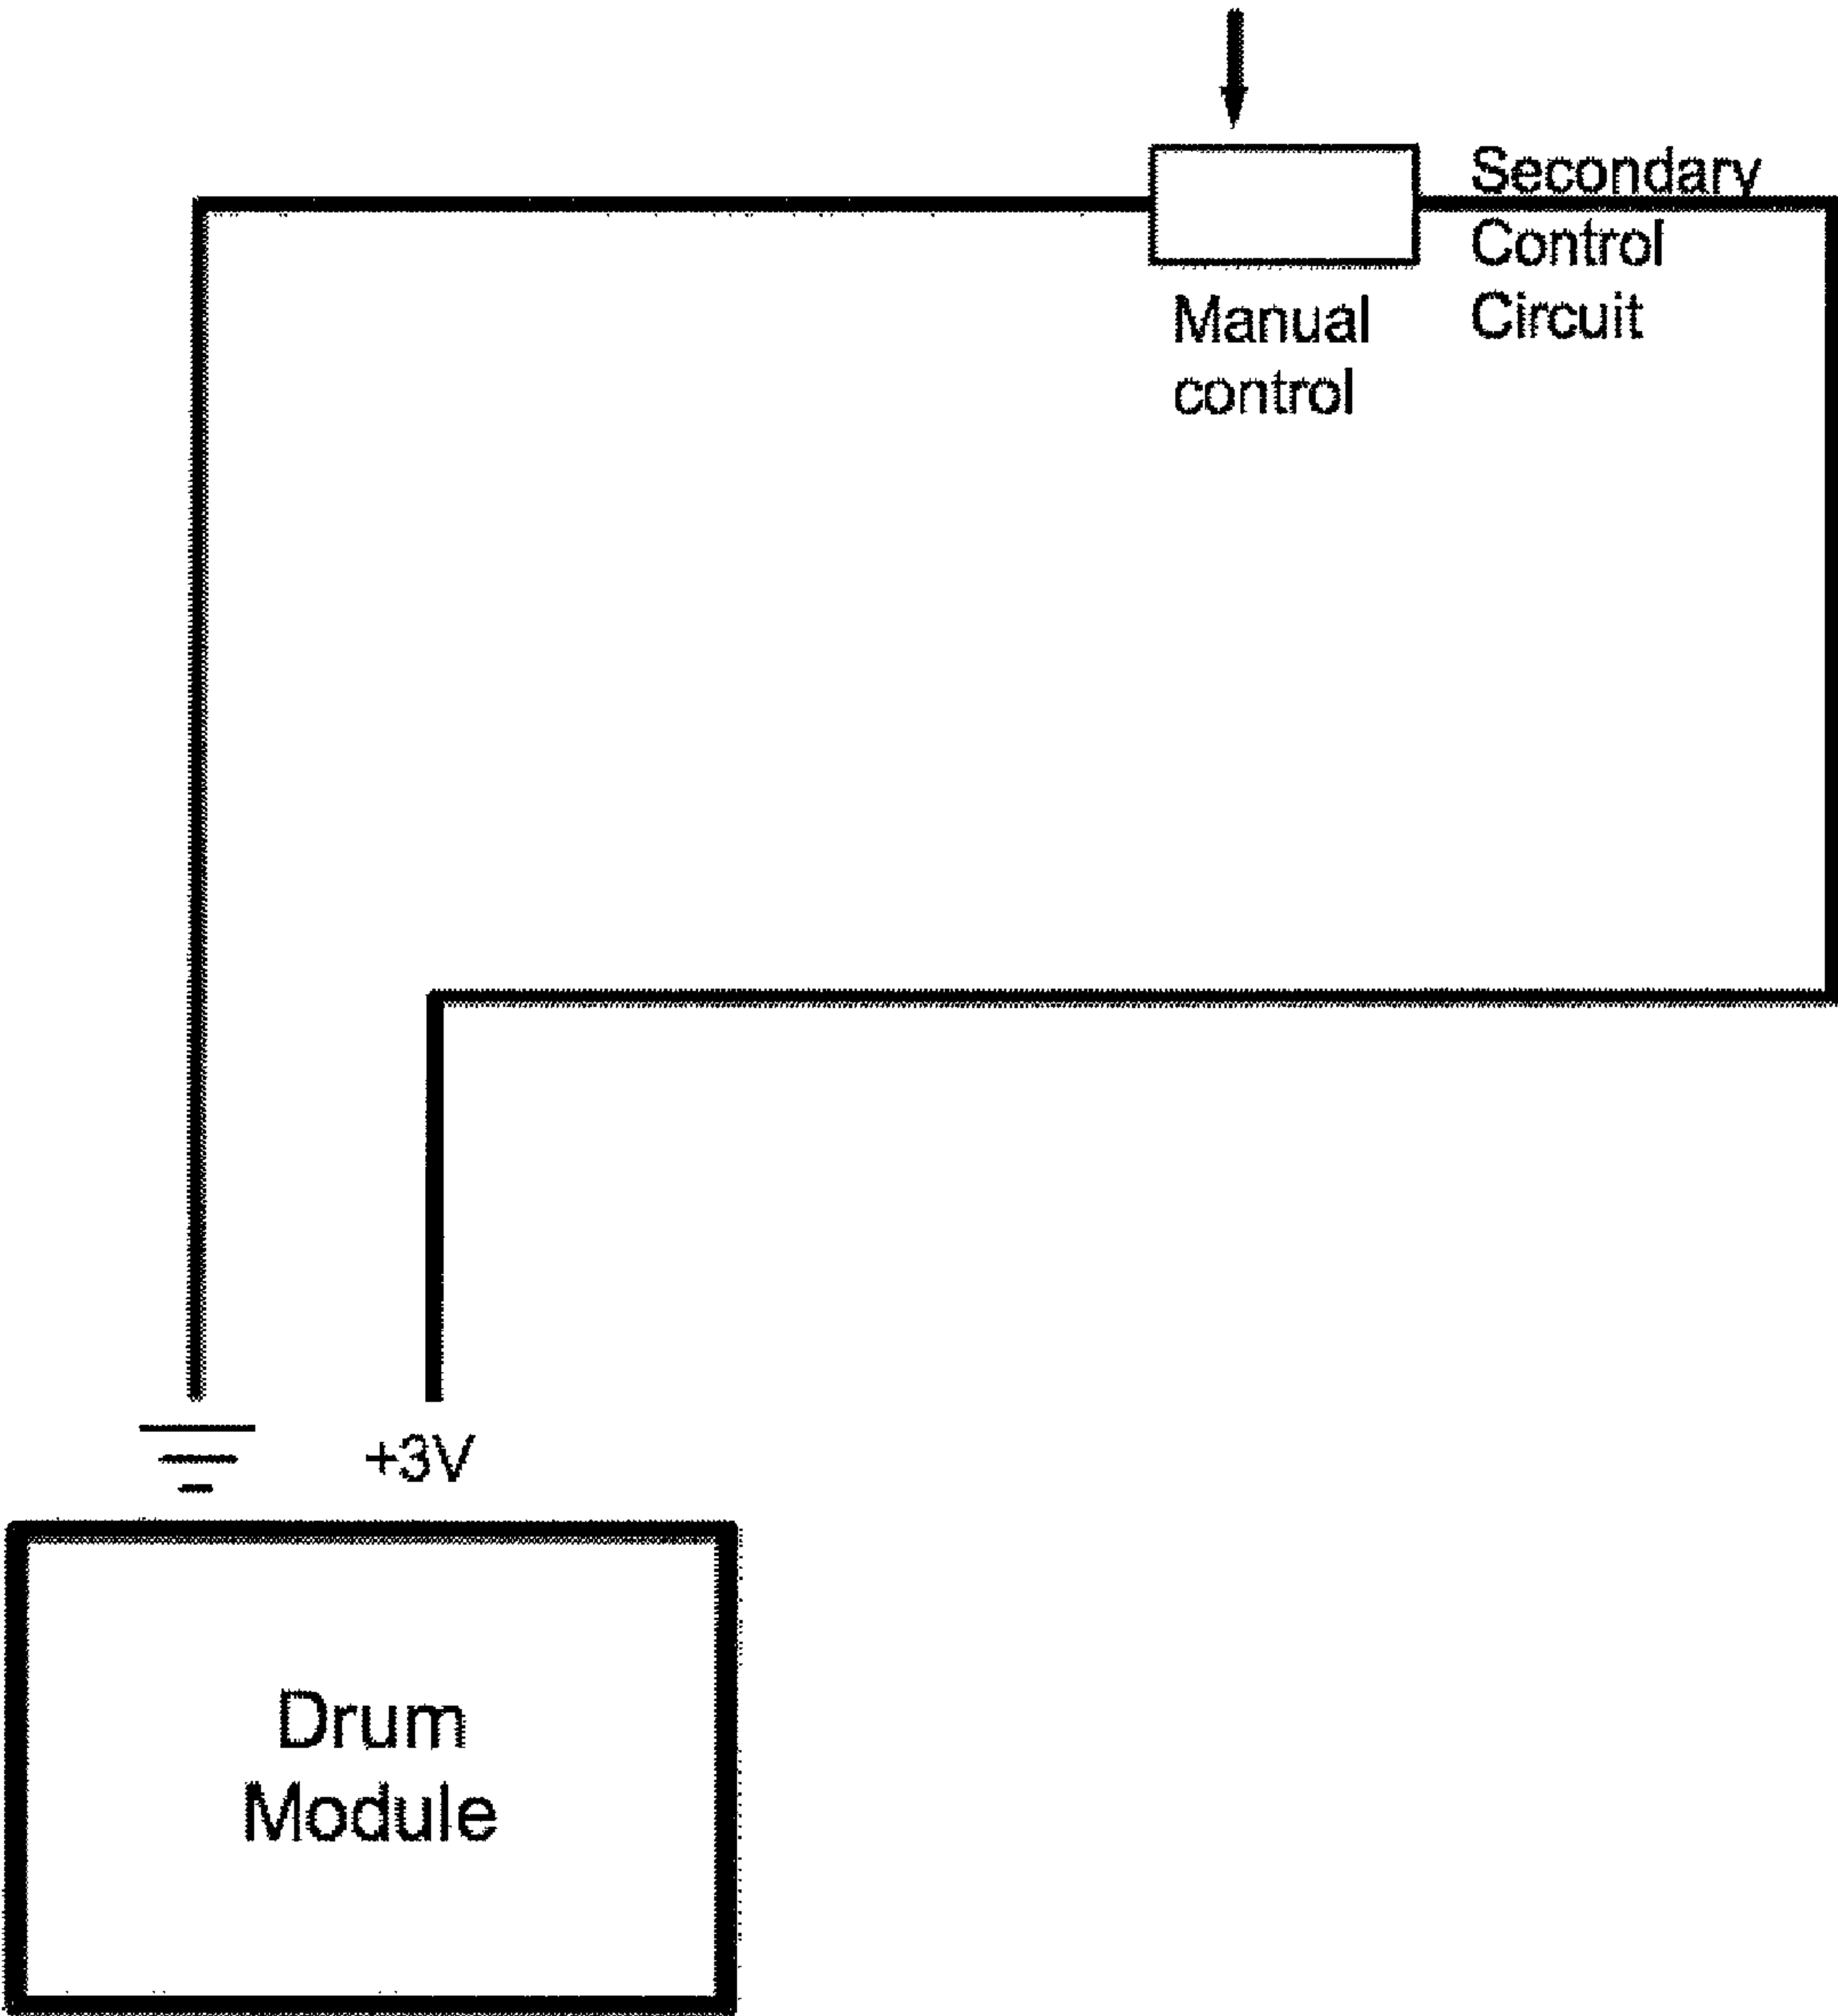 Secondary
Control
Circuit
Manual
control
+3V
Drum
Module